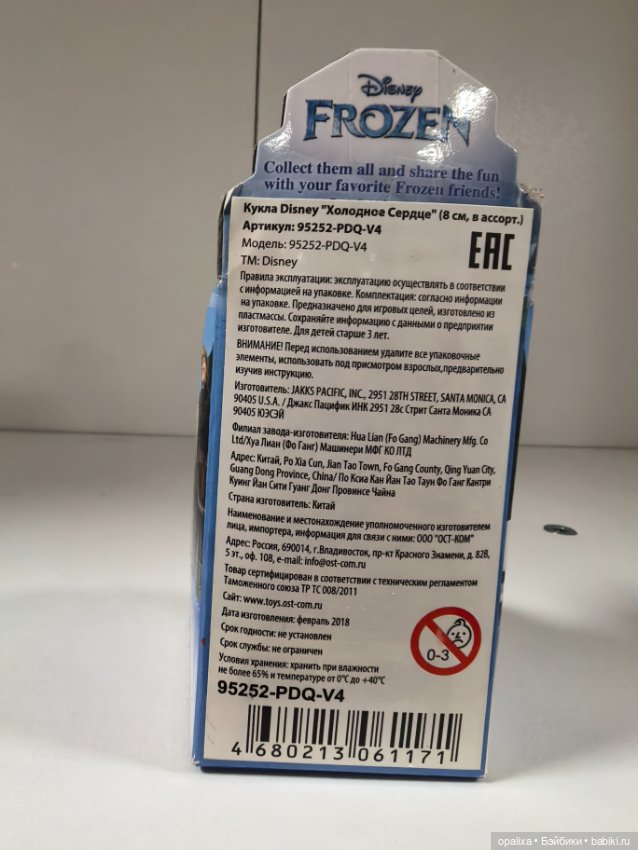 Disney
FROZEN
Collect them all and share the fun
with your favorite Frozen friends!
Кукла Disney "Холодное Сердце" (8 см, в ассорт.)
Артикул: 95252-PDQ-V4
Модель: 95252-PDQ-V4
ТМ: Disney
EAC
Правила эксплуатации: эксплуатацию осуществлять в соответствии
с информацией на упаковке. Комплектация: согласно информации
на упаковке. Предназначено для игровых целей, изготовлено из
пластмассы. Сохраняйте информацию с данными о предприятии
изготовителе. Для детей старше 3 лет.
ВНИМАНИЕ! Перед использованием удалите все упаковочные
элементы, использовать под присмотром взрослых,предварительно
изучив инструкцию.
Изготовитель: JAKKS PACIFIC, INC., 2951 28TH STREET, SANTA MONICA, CA
90405 U.S.A. / Джакс Пацифик ИНК 2951 28с Стрит Санта Моника СА
90405 ЮЭСЭЙ
Филиал завода-изготовителя: Hua Lian (Fo Gang) Machinery Mfg. Co
Ltd/Хуа Лиан (Фо Ганг) Машинери МФГ КО ЛТД
Адрес: Китай, Po Xia Cun, Jian Tao Town, Fo Gang County, Qing Yuan City,
Guang Dong Province, China/ По Ксиа Кан Йан Тао Таун Фо Ганг Кантри
Куинг Йан Сити Гуанг Донг Провинсе Чайна
Страна изготовитель: Китай
Наименование и местонахождение уполномоченного изготовителем
лица, импортера, информация для связи с ними: ООО "ОСТ-КОМ"
Адрес: Россия, 690014, г.Владивосток, пр-кт Красного Знамени, д. 82В,
5 эт., оф. 108, e-mail: info@ost-com.ru
Товар сертифицирован в соответствии с техническим регламентом
Таможенного союза ТР ТС 008/2011
Сайт: www.toys.ost-com.ru
Дата изготовления: февраль 2018
Срок годности: не установлен
Срок службы: не ограничен
Условия хранения: хранить при влажности
не более 65% и температуре от 0°С до +40°С
0-3
95252-PDQ-V4
4 680213 061171
opalixa • Бэйбики • babiki.ru